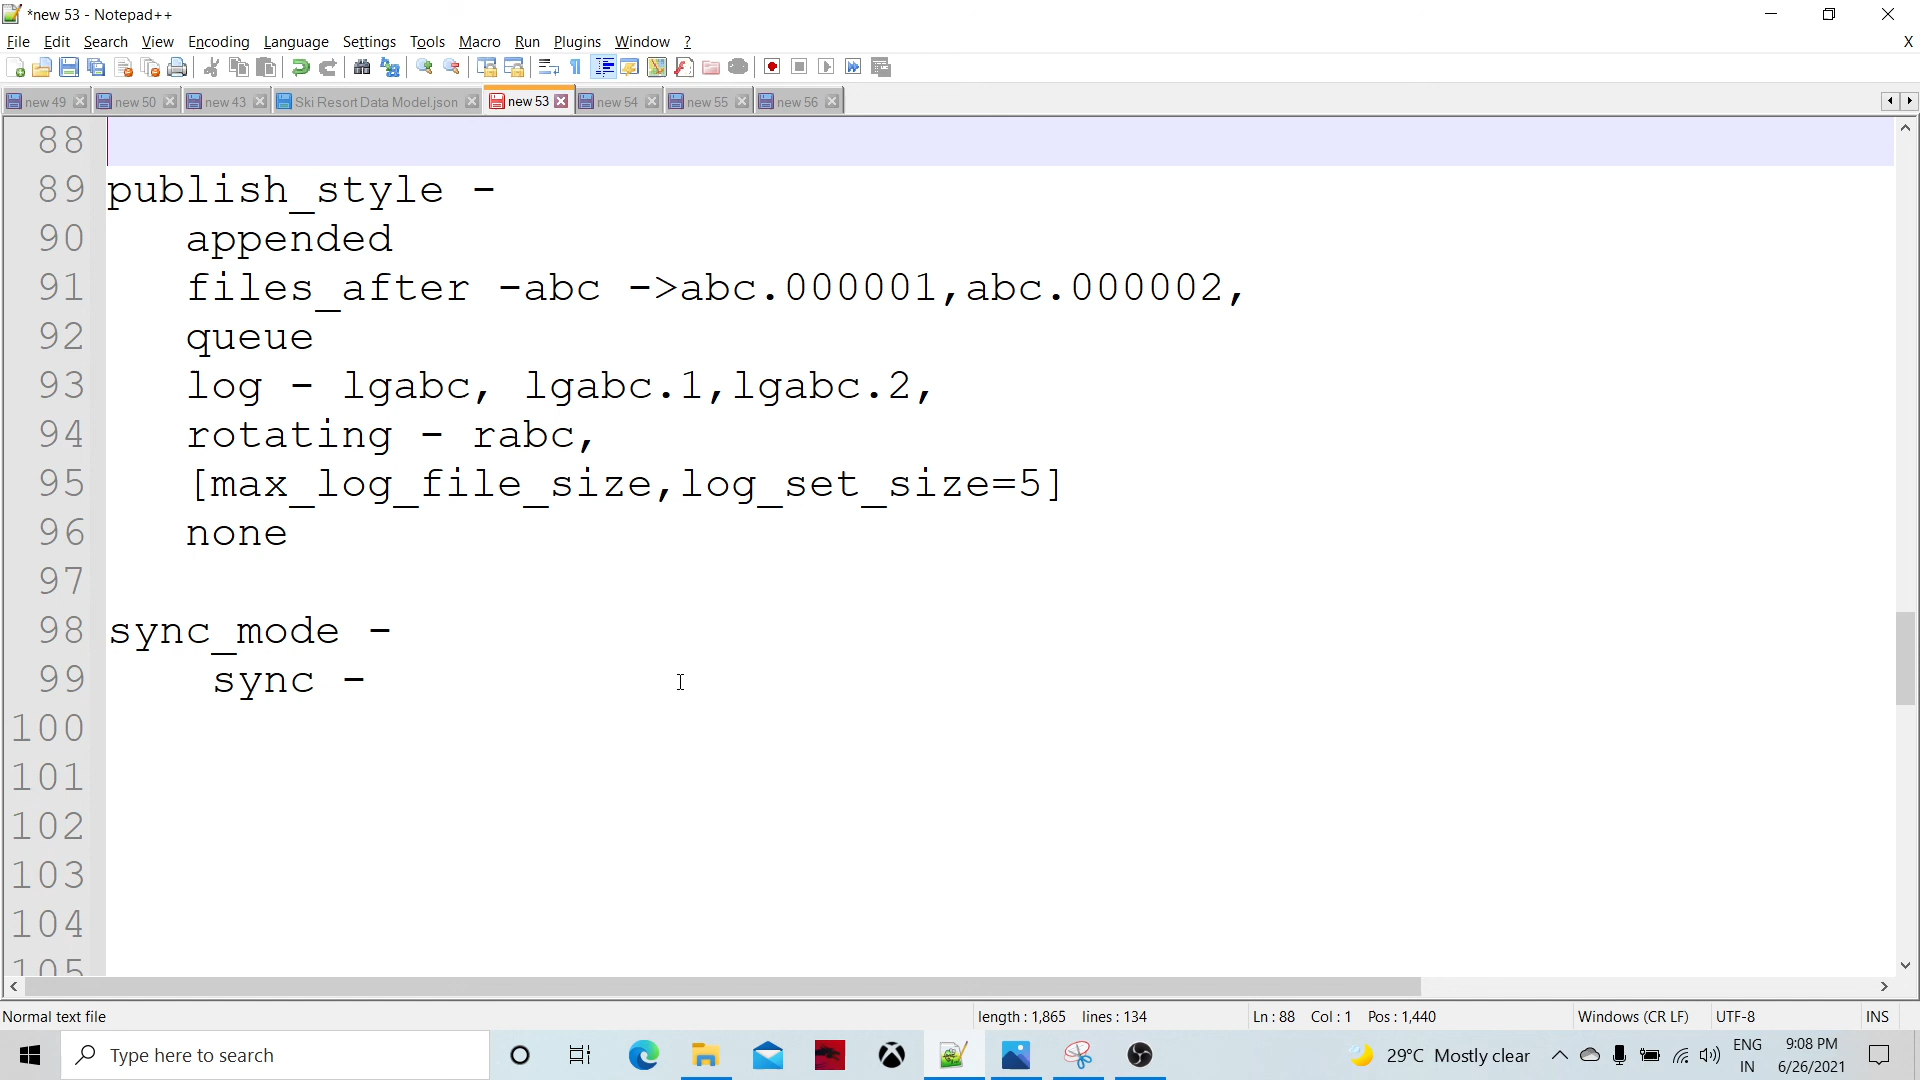 *new 53 - Notepad++
File Edit Search View Encoding Language Settings Tools Macro Run Plugins Window ? X
new 49 new 50 new 43 Ski Resort Data Model.json new 53 new 54 new 55 new 56
88
89 publish_style -
90 appended
91 files_after -abc ->abc.000001,abc.000002,
92 queue
93 log - lgabc, lgabc.1,lgabc.2,
94 rotating - rabc,
95 [max_log_file_size,log_set_size=5]
96 none
97
98 sync_mode -
99 sync -
100
101
102
103
104
105
Normal text file length : 1,865 lines : 134 Ln : 88 Col : 1 Pos : 1,440 Windows (CR LF) UTF-8 INS
Type here to search 29°C Mostly clear ENG 9:08 PM
IN 6/26/2021